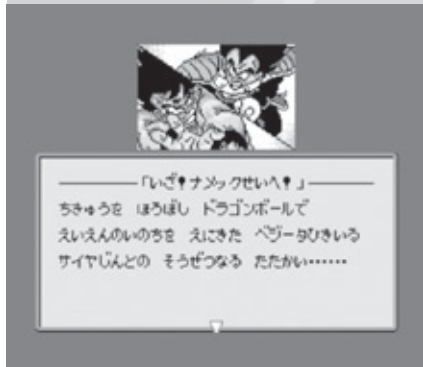 「いざ！ナメックせいへ！」
ちきゅうを ほろぼし ドラゴンボールで
えいえんのいのちを えにきた ベジータひきいる
サイヤじんとの そうぜつなる たたかい……